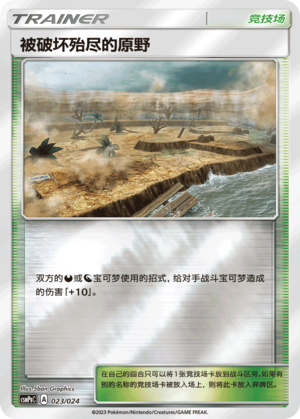 TRAINER 竞技场
被破坏殆尽的原野
双方的或宝可梦使用的招式，给对手战斗宝可梦造成
的伤害「+10」。
Illus. 5ban Graphics
在自己的回合只可以将1张竞技场卡放到战斗区旁。如果有
别的名称的竞技场卡被放入场上，则将此卡放入弃牌区。
A 023/024
©2023 Pokémon/Nintendo/Creatures/GAME FREAK.